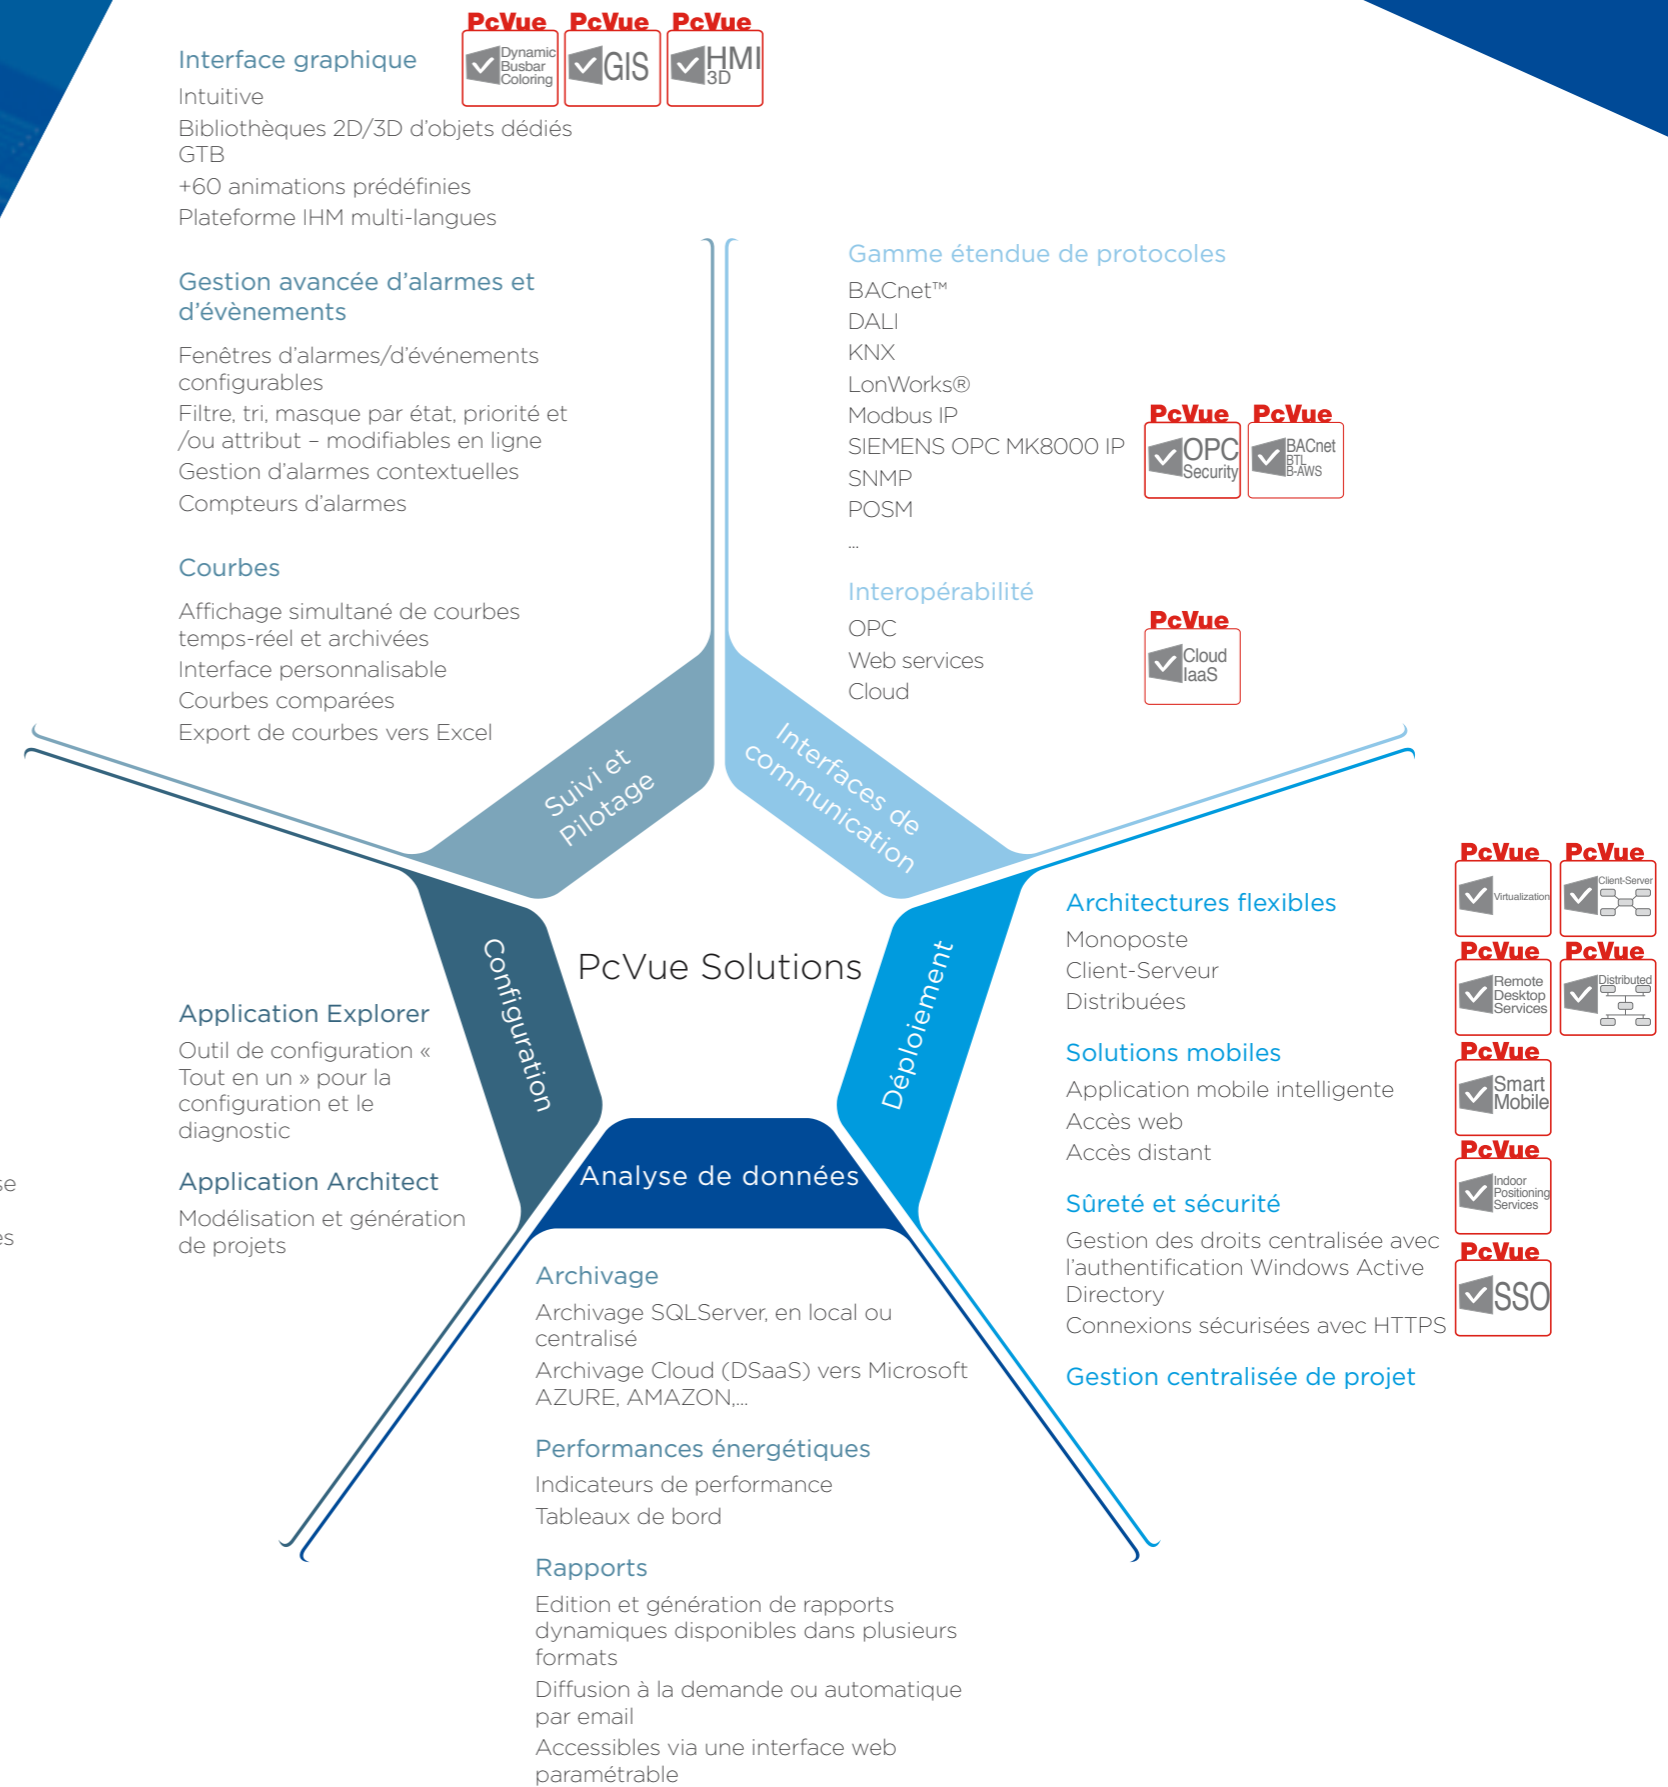 PcVue
Dynamic
Busbar
Coloring
PcVue
GIS
PcVue
HMI
3D
Interface graphique
Intuitive
Bibliothèques 2D/3D d'objets dédiés
GTB
+60 animations prédéfinies
Plateforme IHM multi-langues
Gestion avancée d'alarmes et
d'évènements
Fenêtres d'alarmes/d'événements
configurables
Filtre, tri, masque par état, priorité et
/ou attribut – modifiables en ligne
Gestion d'alarmes contextuelles
Compteurs d'alarmes
Courbes
Affichage simultané de courbes
temps-réel et archivées
Interface personnalisable
Courbes comparées
Export de courbes vers Excel
Gamme étendue de protocoles
BACnet™
DALI
KNX
LonWorks®
Modbus IP
SIEMENS OPC MK8000 IP
SNMP
POSM
...
PcVue
OPC
Security
PcVue
BACnet
BTL
B-AWS
Interopérabilité
OPC
Web services
Cloud
PcVue
Cloud
IaaS
Suivi et
Pilotage
Interfaces de
communication
Configuration
PcVue Solutions
Déploiement
Analyse de données
Application Explorer
Outil de configuration «
Tout en un » pour la
configuration et le
diagnostic
Application Architect
Modélisation et génération
de projets
se
es
Architectures flexibles
Monoposte
Client-Serveur
Distribuées
PcVue
Virtualization
PcVue
Client-Server
PcVue
Remote
Desktop
Services
PcVue
Distributed
Solutions mobiles
Application mobile intelligente
Accès web
Accès distant
PcVue
Smart
Mobile
PcVue
Indoor
Positioning
Services
Sûreté et sécurité
Gestion des droits centralisée avec
l'authentification Windows Active
Directory
Connexions sécurisées avec HTTPS
PcVue
SSO
Gestion centralisée de projet
Archivage
Archivage SQLServer, en local ou
centralisé
Archivage Cloud (DSaaS) vers Microsoft
AZURE, AMAZON,...
Performances énergétiques
Indicateurs de performance
Tableaux de bord
Rapports
Edition et génération de rapports
dynamiques disponibles dans plusieurs
formats
Diffusion à la demande ou automatique
par email
Accessibles via une interface web
paramétrable